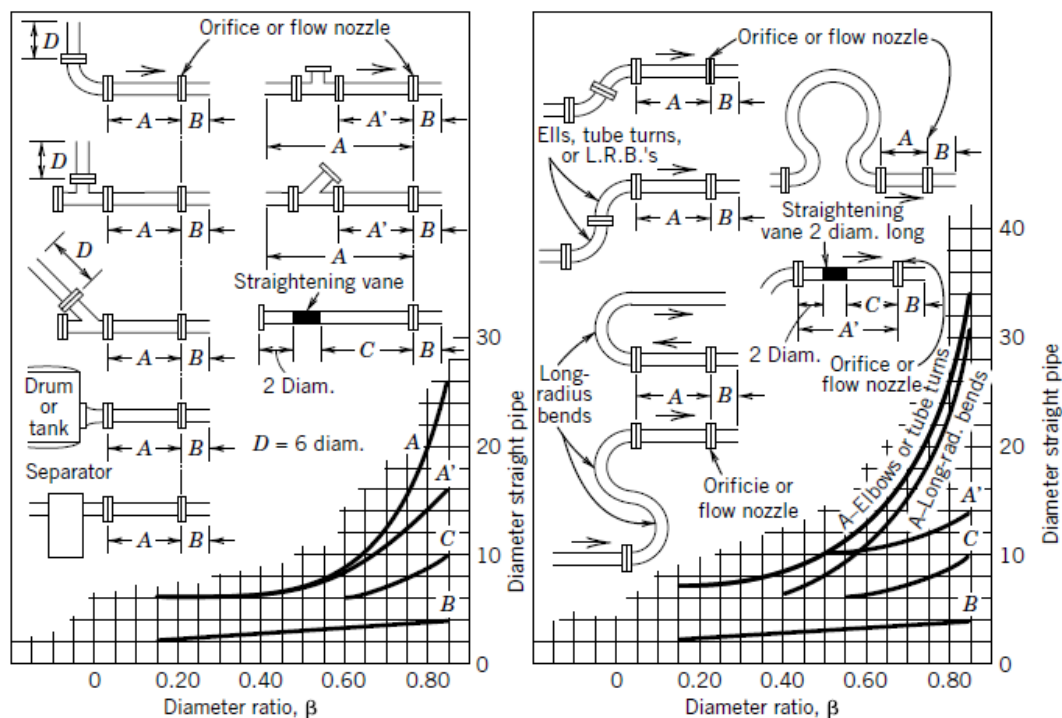 D
Orifice or flow nozzle
A B
A' B
A
D
A B
A' B
A
D
Straightening vane
A B
C B
2 Diam.
Drum
or
tank
A B
D = 6 diam.
Separator
A B
A
A'
C
B
30
20
10
0
Diameter straight pipe
0 0.20 0.40 0.60 0.80
Diameter ratio, β
Orifice or flow nozzle
A B
A B
Ells, tube turns,
or L.R.B.'s
A B
Straightening
vane 2 diam. long
C B
A'
2 Diam.
Orifice or
flow nozzle
Long-
radius
bends
A B
A B
Orificie or
flow nozzle
A–Elbows or tube turns
A–Long-rad. bends
A'
C
B
40
30
20
10
0
Diameter straight pipe
0 0.20 0.40 0.60 0.80
Diameter ratio, β